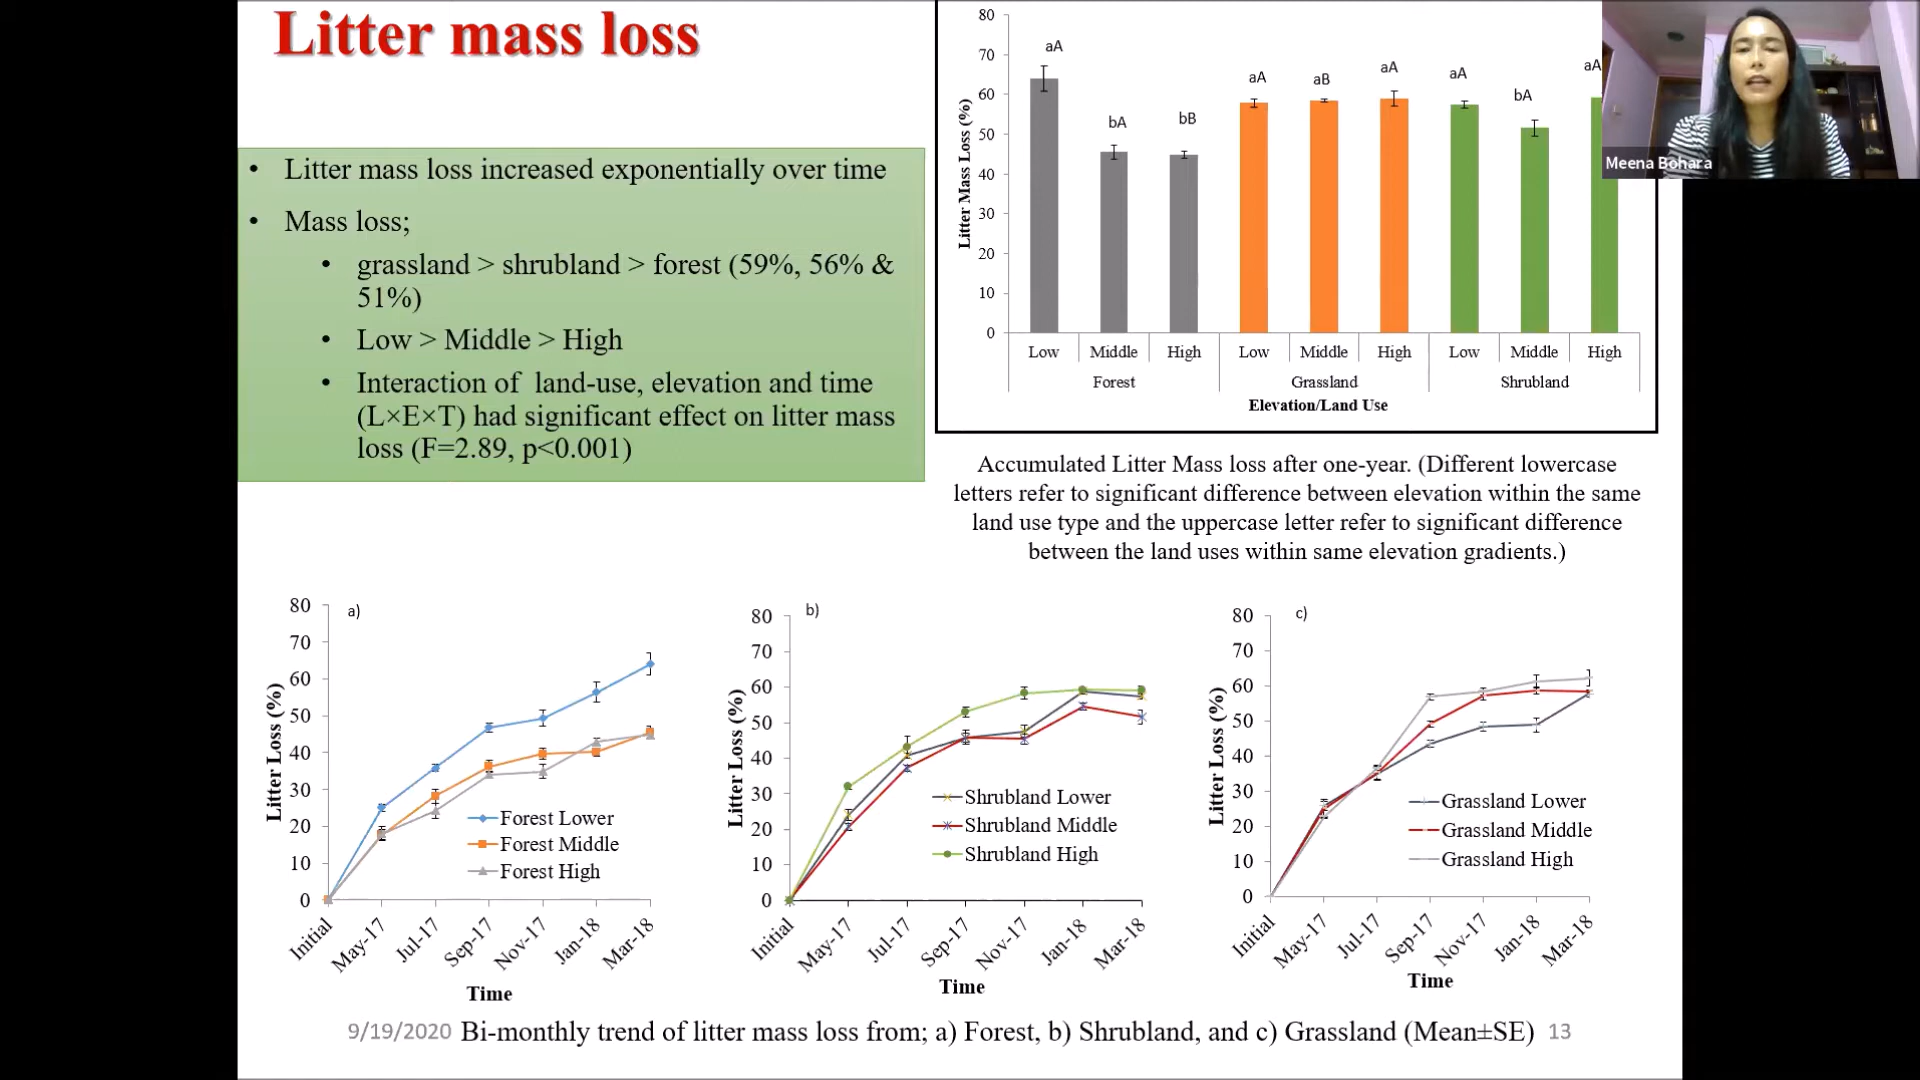 Litter mass loss
• Litter mass loss increased exponentially over time
• Mass loss;
• grassland > shrubland > forest (59%, 56% &
51%)
• Low > Middle > High
• Interaction of land-use, elevation and time
(L×E×T) had significant effect on litter mass
loss (F=2.89, p<0.001)
Litter Mass Loss (%)
80
70
60
50
40
30
20
10
0
aA
bA
bB
aA
aB
aA
aA
bA
aA
Low Middle High Low Middle High Low Middle High
Forest Grassland Shrubland
Elevation/Land Use
Meena Bohara
Accumulated Litter Mass loss after one-year. (Different lowercase
letters refer to significant difference between elevation within the same
land use type and the uppercase letter refer to significant difference
between the land uses within same elevation gradients.)
a)
Litter Loss (%)
80
70
60
50
40
30
20
10
0
Forest Lower
Forest Middle
Forest High
Initial May-17 Jul-17 Sep-17 Nov-17 Jan-18 Mar-18
Time
b)
Litter Loss (%)
80
70
60
50
40
30
20
10
0
Shrubland Lower
Shrubland Middle
Shrubland High
Initial May-17 Jul-17 Sep-17 Nov-17 Jan-18 Mar-18
Time
c)
Litter Loss (%)
80
70
60
50
40
30
20
10
0
Grassland Lower
Grassland Middle
Grassland High
Initial May-17 Jul-17 Sep-17 Nov-17 Jan-18 Mar-18
Time
9/19/2020 Bi-monthly trend of litter mass loss from; a) Forest, b) Shrubland, and c) Grassland (Mean±SE) 13